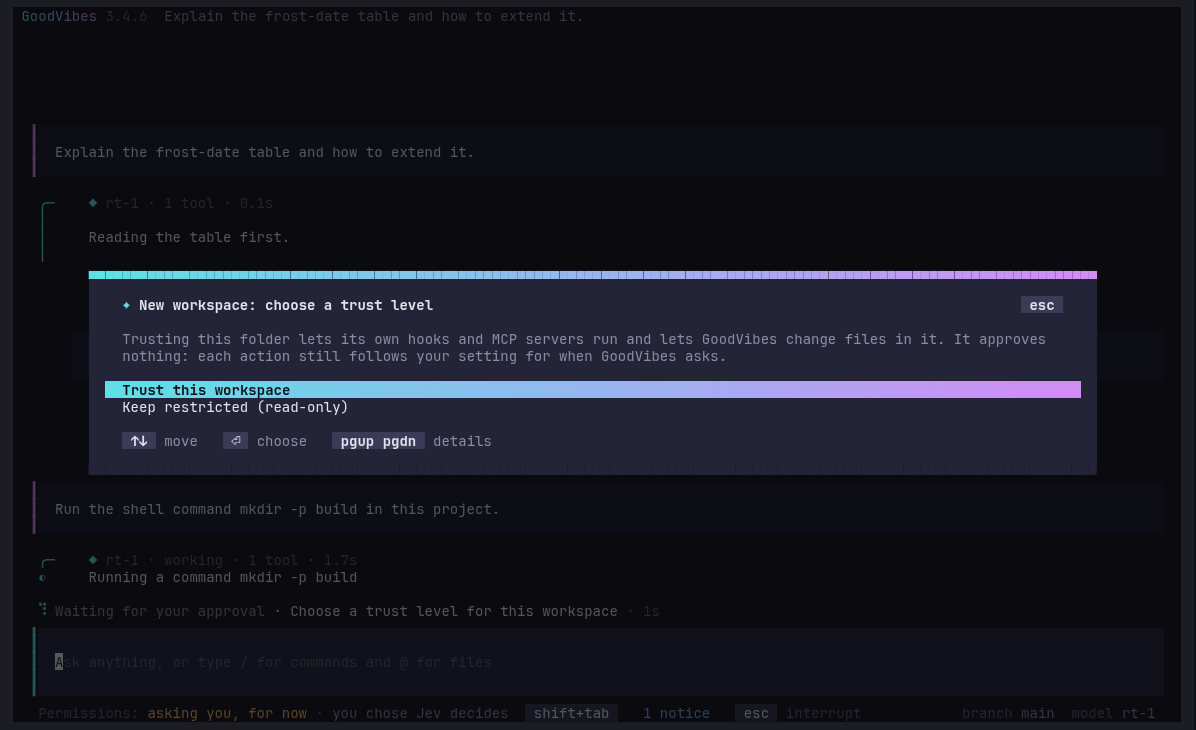 GoodVibes 3.4.6  Explain the frost-date table and how to extend it.
Explain the frost-date table and how to extend it.
◆ rt-1 · 1 tool · 0.1s
Reading the table first.
✦ New workspace: choose a trust level esc
Trusting this folder lets its own hooks and MCP servers run and lets GoodVibes change files in it. It approves
nothing: each action still follows your setting for when GoodVibes asks.
Trust this workspace
Keep restricted (read-only)
↑↓ move ⏎ choose pgup pgdn details
Run the shell command mkdir -p build in this project.
◆ rt-1 · working · 1 tool · 1.7s
Running a command mkdir -p build
Waiting for your approval · Choose a trust level for this workspace · 1s
Ask anything, or type / for commands and @ for files
Permissions: asking you, for now · you chose Jev decides shift+tab 1 notice esc interrupt branch main model rt-1